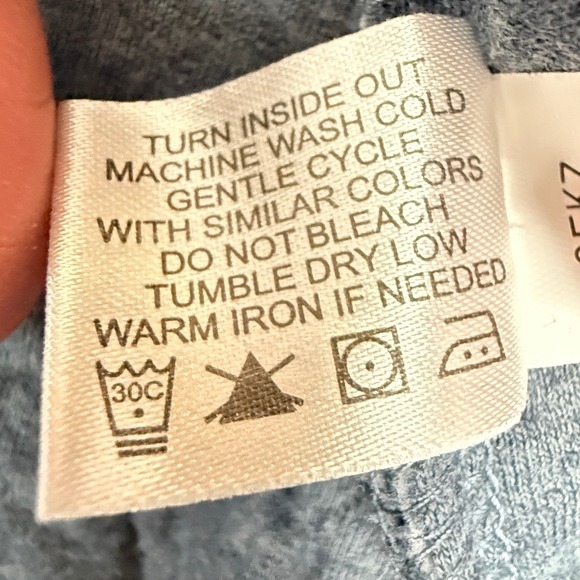 TURN INSIDE OUT
MACHINE WASH COLD
GENTLE CYCLE
WITH SIMILAR COLORS
DO NOT BLEACH
TUMBLE DRY LOW
WARM IRON IF NEEDED
30C